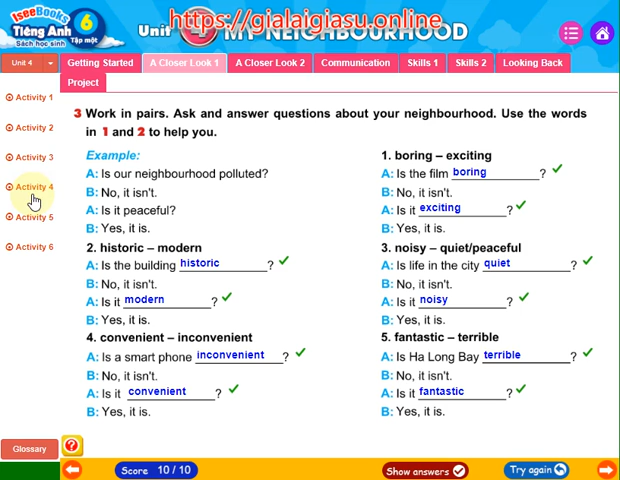 IseeBooks
Tiếng Anh 6
Sách học sinh Tập một
Unit 4 MY NEIGHBOURHOOD
https://gialaigiasu.online
Unit 4
Getting Started
A Closer Look 1
A Closer Look 2
Communication
Skills 1
Skills 2
Looking Back
Project
Activity 1
Activity 2
Activity 3
Activity 4
Activity 5
Activity 6
3 Work in pairs. Ask and answer questions about your neighbourhood. Use the words
in 1 and 2 to help you.
Example:
A: Is our neighbourhood polluted?
B: No, it isn't.
A: Is it peaceful?
B: Yes, it is.
1. boring – exciting
A: Is the film boring ?
B: No, it isn't.
A: Is it exciting ?
B: Yes, it is.
2. historic – modern
A: Is the building historic ?
B: No, it isn't.
A: Is it modern ?
B: Yes, it is.
3. noisy – quiet/peaceful
A: Is life in the city quiet ?
B: No, it isn't.
A: Is it noisy ?
B: Yes, it is.
4. convenient – inconvenient
A: Is a smart phone inconvenient ?
B: No, it isn't.
A: Is it convenient ?
B: Yes, it is.
5. fantastic – terrible
A: Is Ha Long Bay terrible ?
B: No, it isn't.
A: Is it fantastic ?
B: Yes, it is.
Glossary
?
Score 10 / 10
Show answers
Try again